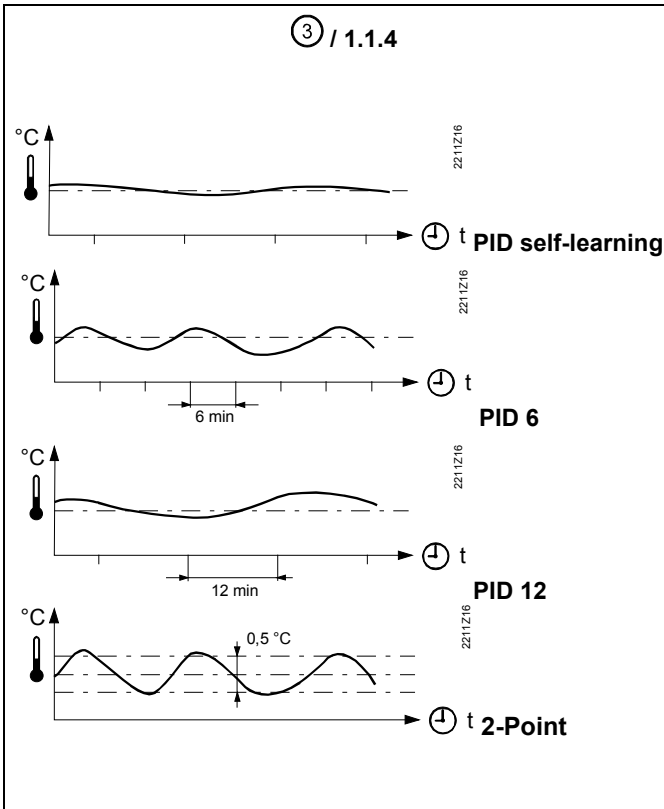 3 / 1.1.4
°C
2211Z16
t PID self-learning
°C
2211Z16
t
6 min
PID 6
°C
2211Z16
t
12 min
PID 12
°C
2211Z16
0,5 °C
t 2-Point